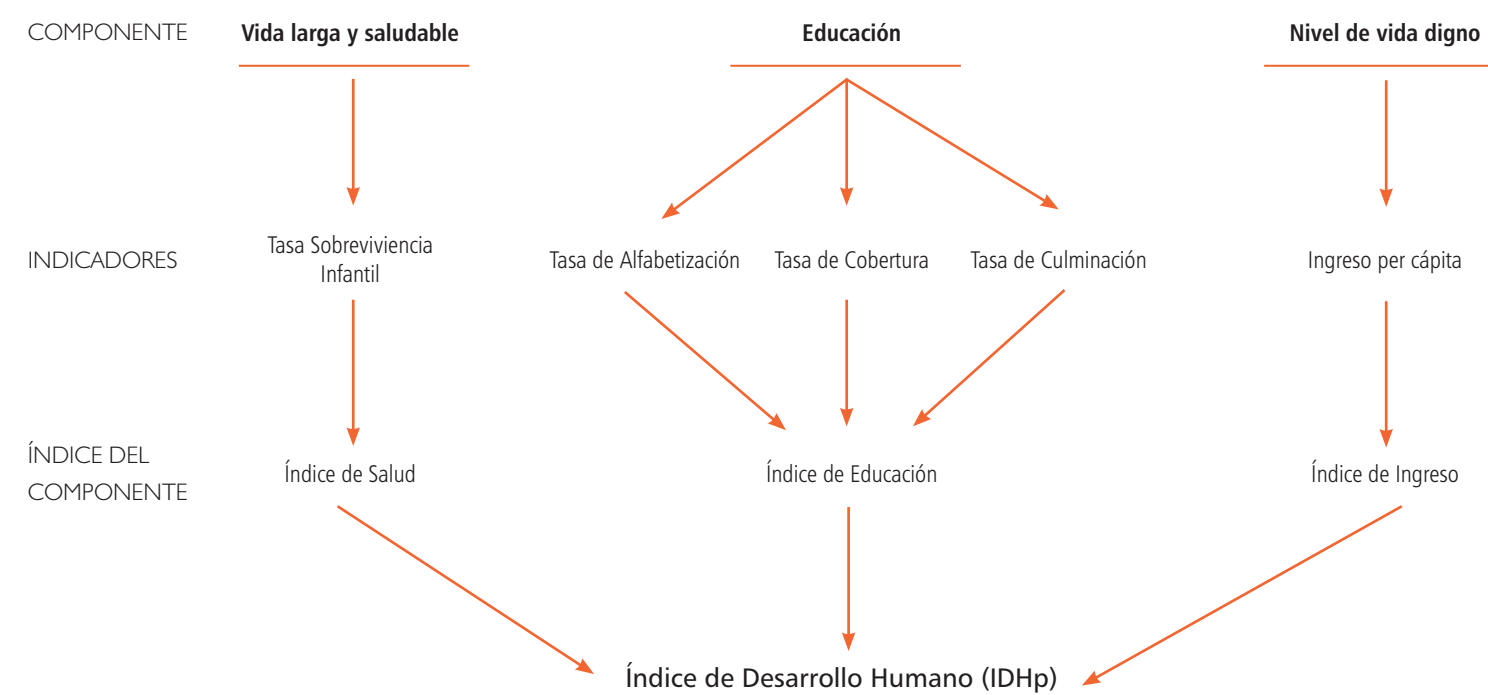 COMPONENTE
Vida larga y saludable
Educación
Nivel de vida digno
INDICADORES
Tasa Sobreviviencia
Infantil
Tasa de Alfabetización
Tasa de Cobertura
Tasa de Culminación
Ingreso per cápita
ÍNDICE DEL
COMPONENTE
Índice de Salud
Índice de Educación
Índice de Ingreso
Índice de Desarrollo Humano (IDHp)